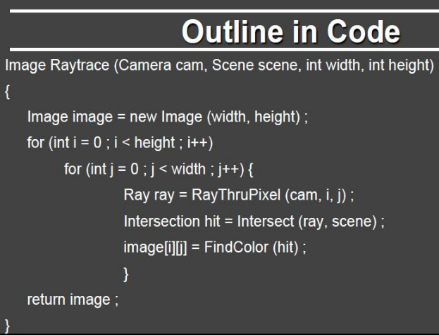 Outline in Code
Image Raytrace (Camera cam, Scene scene, int width, int height)
{
Image image = new Image (width, height) ;
for (int i = 0 ; i < height ; i++)
for (int j = 0 ; j < width ; j++) {
Ray ray = RayThruPixel (cam, i, j) ;
Intersection hit = Intersect (ray, scene) ;
image[i][j] = FindColor (hit) ;
}
return image ;
}